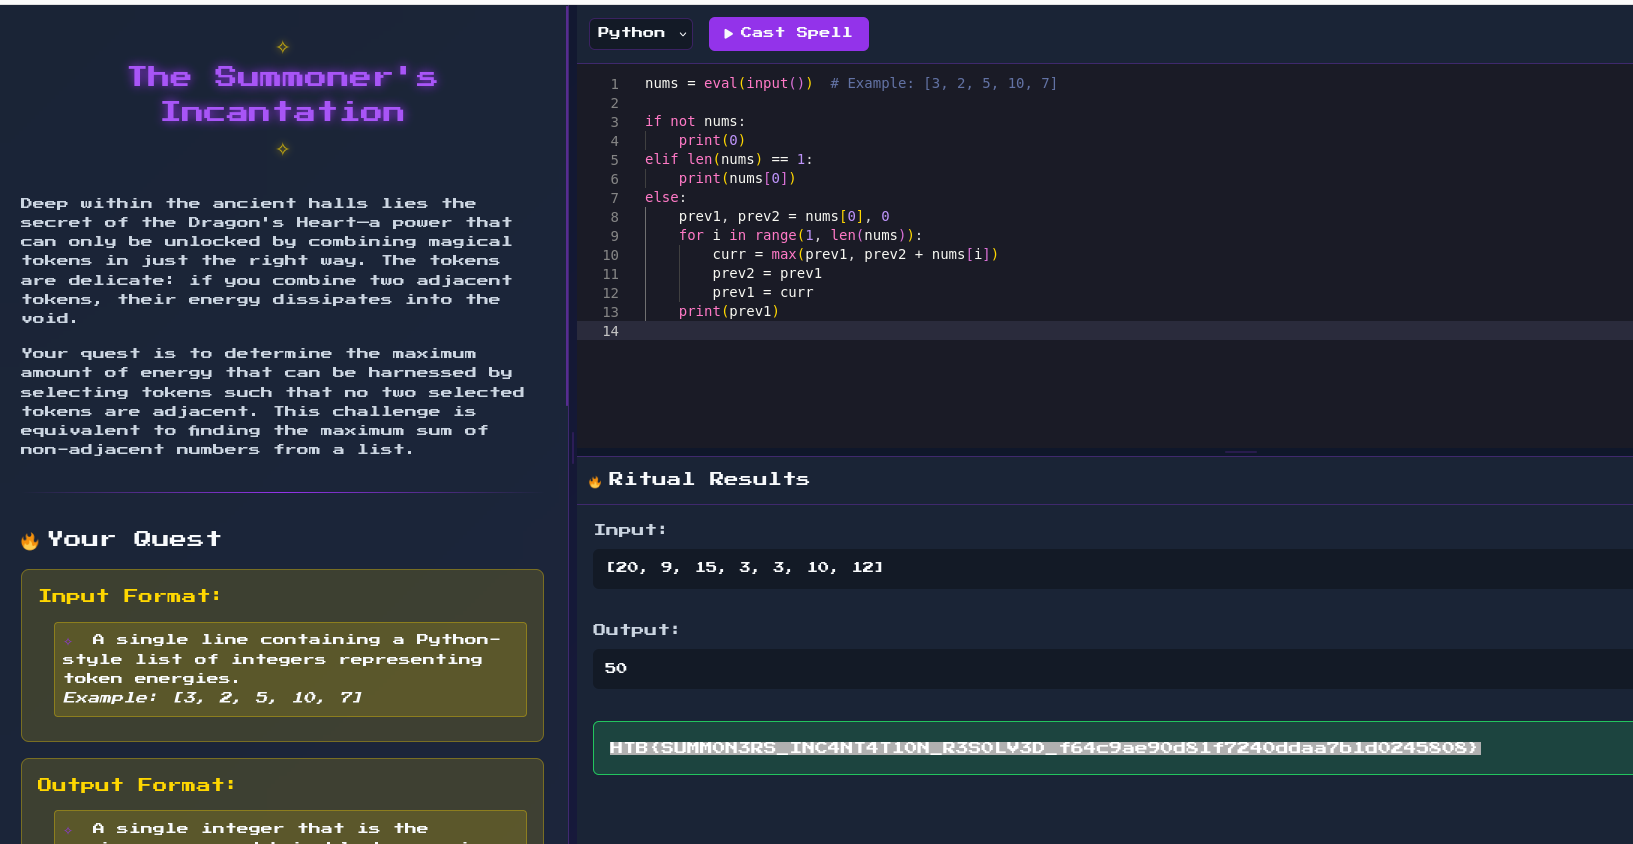 The Summoner's
Incantation
Deep within the ancient halls lies the
secret of the Dragon's Heart—a power that
can only be unlocked by combining magical
tokens in just the right way. The tokens
are delicate: if you combine two adjacent
tokens, their energy dissipates into the
void.
Your quest is to determine the maximum
amount of energy that can be harnessed by
selecting tokens such that no two selected
tokens are adjacent. This challenge is
equivalent to finding the maximum sum of
non-adjacent numbers from a list.
Your Quest
Input Format:
A single line containing a Python-
style list of integers representing
token energies.
Example: [3, 2, 5, 10, 7]
Output Format:
A single integer that is the
Python
Cast Spell
1 nums = eval(input())  # Example: [3, 2, 5, 10, 7]
2
3 if not nums:
4     print(0)
5 elif len(nums) == 1:
6     print(nums[0])
7 else:
8     prev1, prev2 = nums[0], 0
9     for i in range(1, len(nums)):
10         curr = max(prev1, prev2 + nums[i])
11         prev2 = prev1
12         prev1 = curr
13     print(prev1)
14
Ritual Results
Input:
[20, 9, 15, 3, 3, 10, 12]
Output:
50
HTB{SUMMON3RS_INC4NT4T10N_R3SOLV3D_f64c9ae90d81f7240ddaa7b1d0245808}